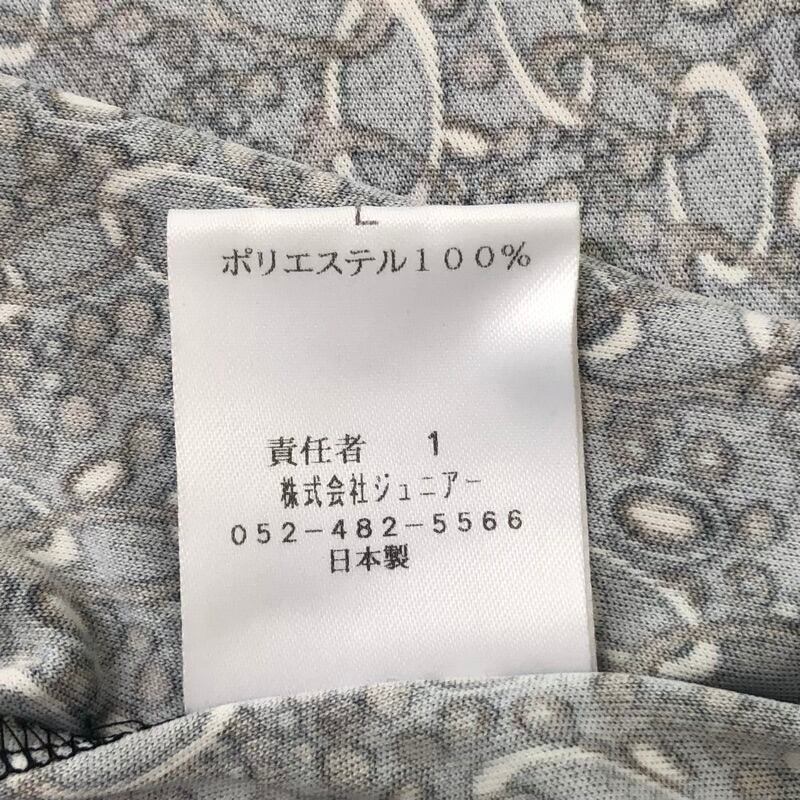 L
ポリエステル１００％
責任者　1
株式会社ジュニアー
052-482-5566
日本製